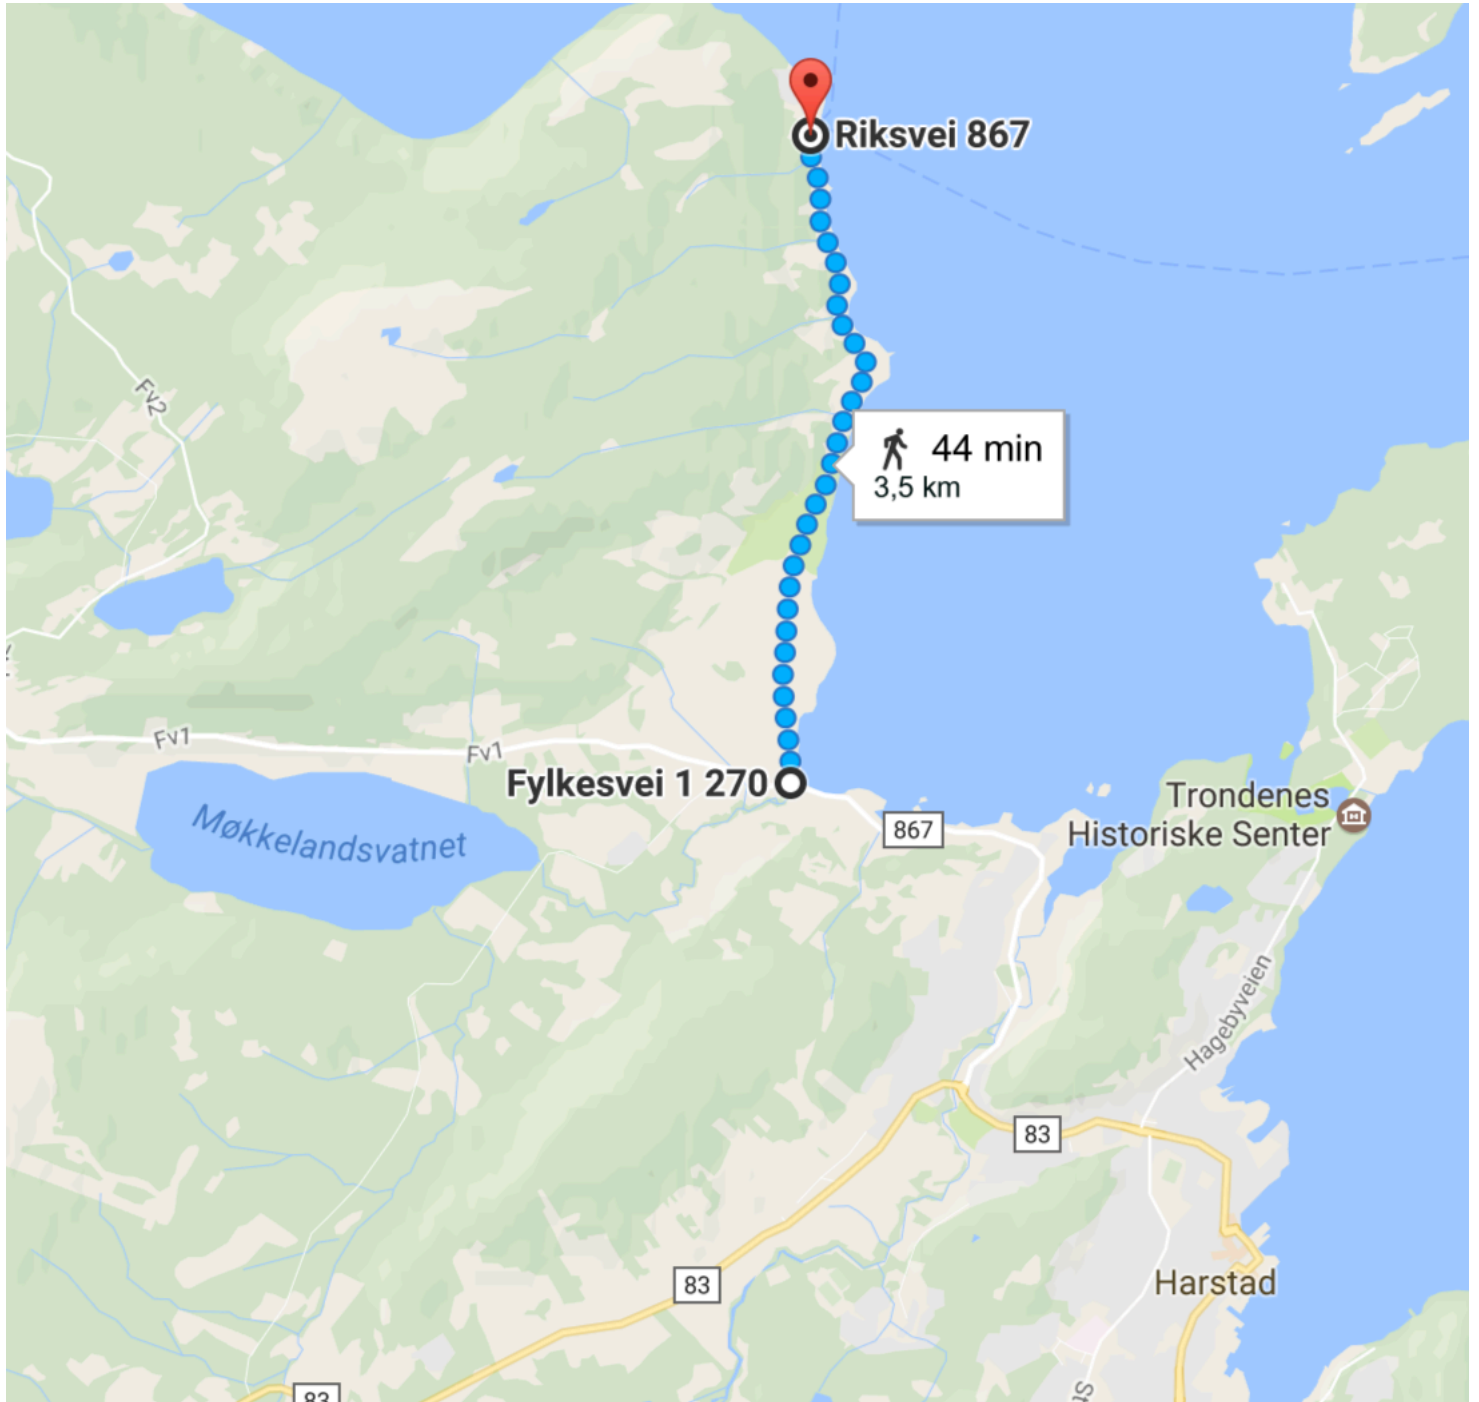 Riksvei 867
Fv2
44 min
3,5 km
Fv1
Fv1
Fylkesvei 1 270
Trondenes
Historiske Senter
Møkkelandsvatnet
867
Hagebyveien
83
83
Harstad
83